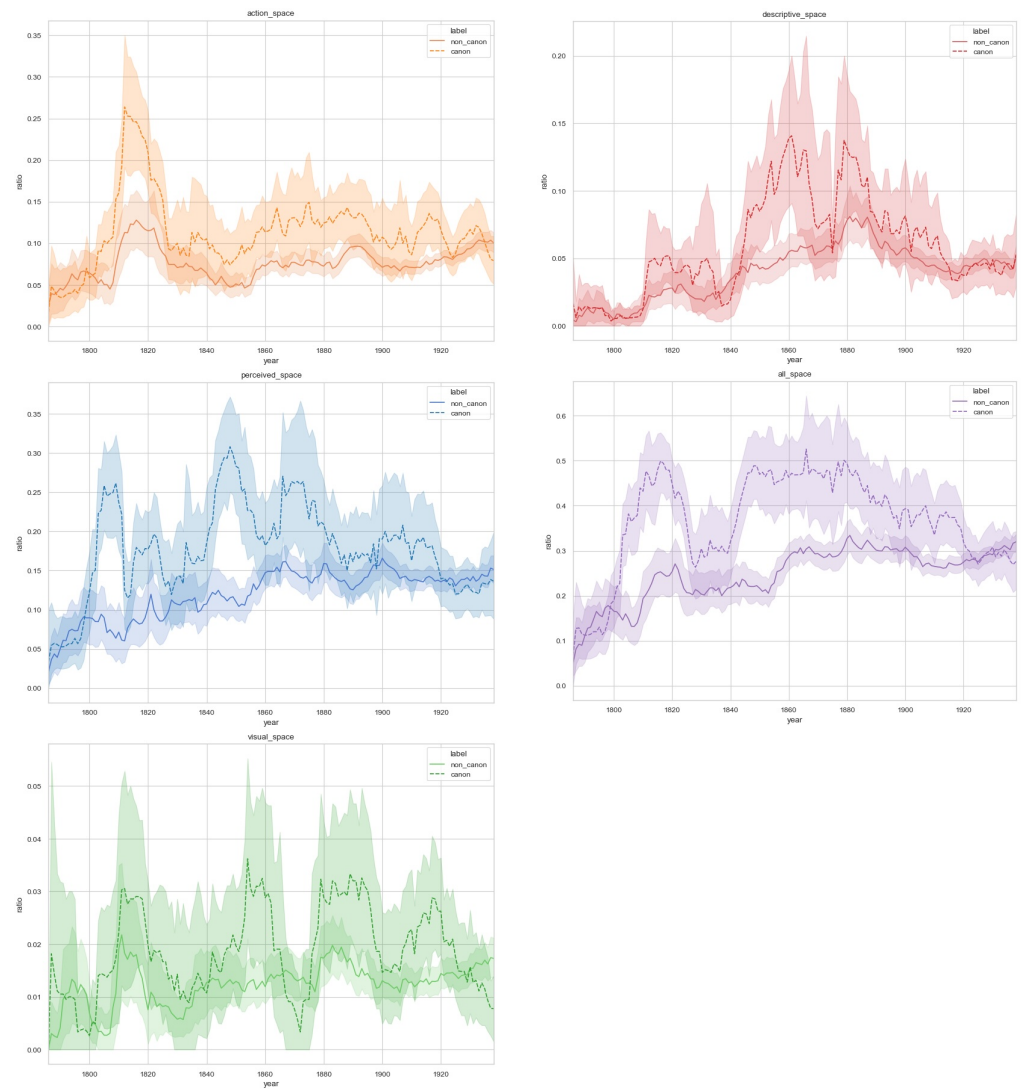 action_space
label
non_canon
canon
0.35
0.30
0.25
0.20
0.15
0.10
0.05
0.00
ratio
1800
1820
1840
1860
1880
1900
1920
year
descriptive_space
label
non_canon
canon
0.20
0.15
0.10
0.05
0.00
ratio
1800
1820
1840
1860
1880
1900
1920
year
perceived_space
label
non_canon
canon
0.35
0.30
0.25
0.20
0.15
0.10
0.05
0.00
ratio
1800
1820
1840
1860
1880
1900
1920
year
all_space
label
non_canon
canon
0.6
0.5
0.4
0.3
0.2
0.1
0.0
ratio
1800
1820
1840
1860
1880
1900
1920
year
visual_space
label
non_canon
canon
0.05
0.04
0.03
0.02
0.01
0.00
ratio
1800
1820
1840
1860
1880
1900
1920
year